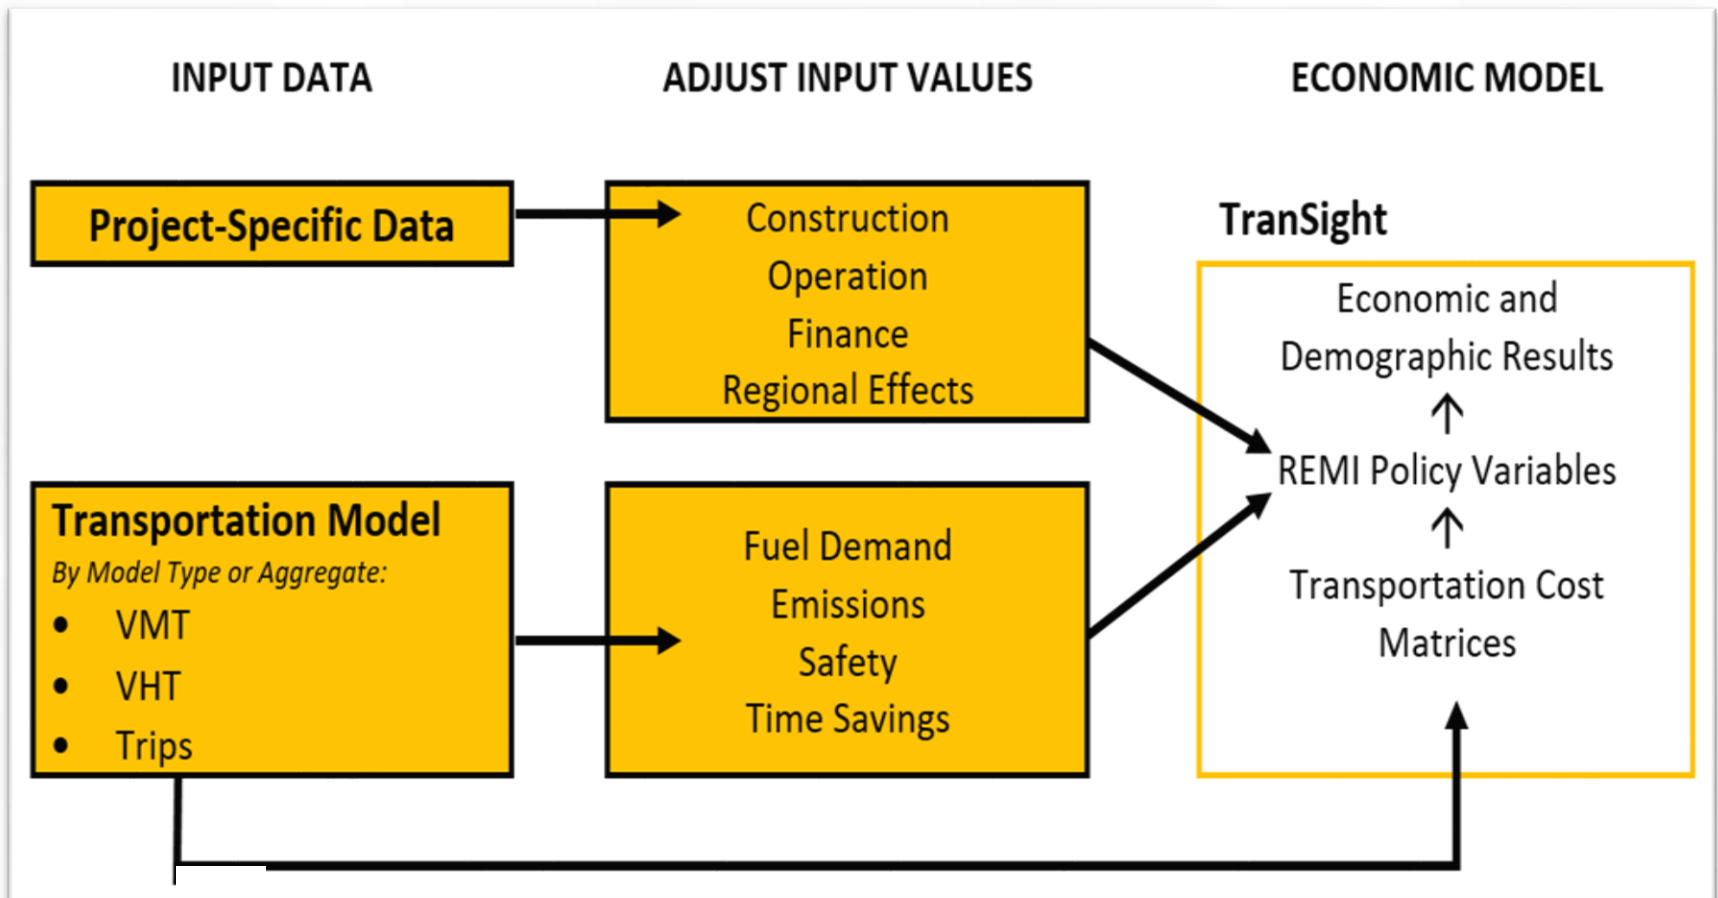 INPUT DATA
ADJUST INPUT VALUES
ECONOMIC MODEL
Project-Specific Data
Construction
Operation
Finance
Regional Effects
TranSight
Economic and
Demographic Results
REMI Policy Variables
Transportation Cost
Matrices
Transportation Model
By Model Type or Aggregate:
• VMT
• VHT
• Trips
Fuel Demand
Emissions
Safety
Time Savings